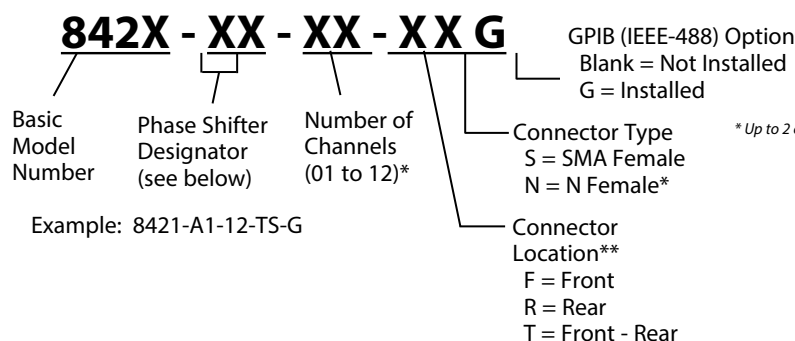 842X - XX - XX - X X G
GPIB (IEEE-488) Option
Blank = Not Installed
G = Installed
Basic
Model
Number
Phase Shifter
Designator
(see below)
Number of
Channels
(01 to 12)*
Connector Type
S = SMA Female
N = N Female*
* Up to 2
Example: 8421-A1-12-TS-G
Connector
Location**
F = Front
R = Rear
T = Front - Rear